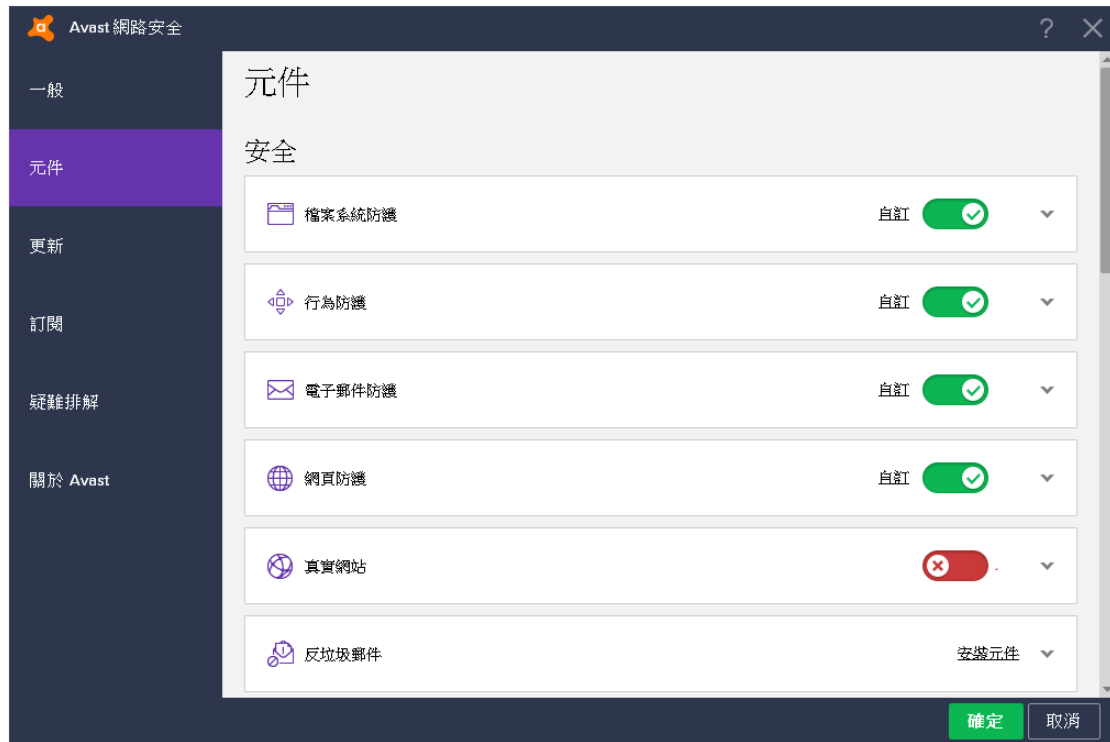 Avast 網路安全
?
一般
元件
更新
訂閱
疑難排解
關於 Avast
元件
安全
檔案系統防護 自訂
行為防護 自訂
電子郵件防護 自訂
網頁防護 自訂
真實網站 .
反垃圾郵件 安裝元件
確定 取消